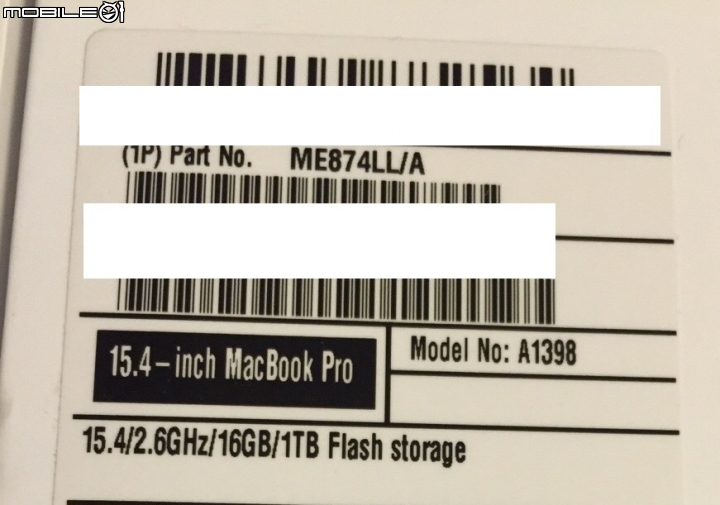 MOBILE01
(1P) Part No. ME874LL/A
15.4-inch MacBook Pro
Model No: A1398
15.4/2.6GHz/16GB/1TB Flash storage